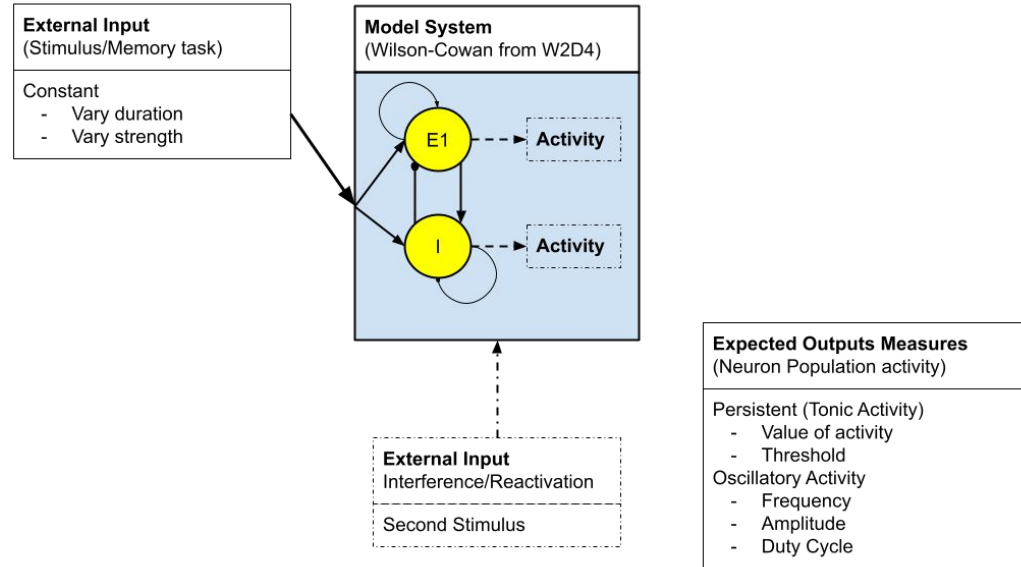 External Input
(Stimulus/Memory task)
Constant
- Vary duration
- Vary strength
Model System
(Wilson-Cowan from W2D4)
E1
Activity
I
Activity
External Input
Interference/Reactivation
Second Stimulus
Expected Outputs Measures
(Neuron Population activity)
Persistent (Tonic Activity)
- Value of activity
- Threshold
Oscillatory Activity
- Frequency
- Amplitude
- Duty Cycle